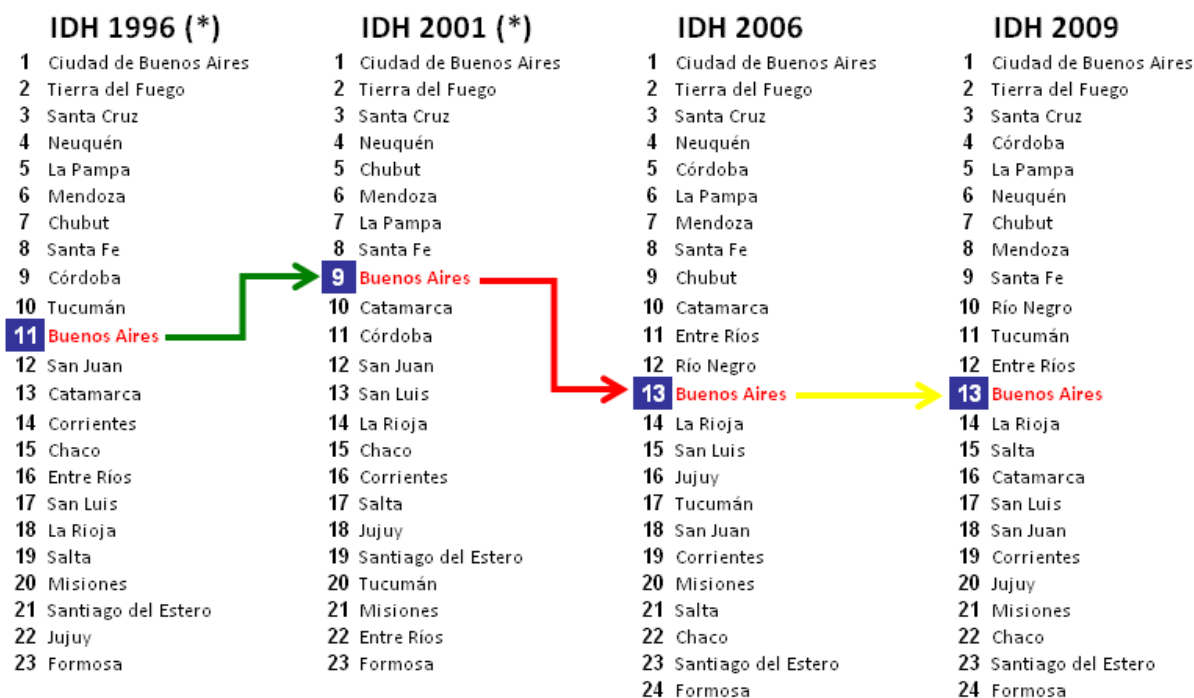 IDH 1996 (*)
1 Ciudad de Buenos Aires
2 Tierra del Fuego
3 Santa Cruz
4 Neuquén
5 La Pampa
6 Mendoza
7 Chubut
8 Santa Fe
9 Córdoba
10 Tucumán
11 Buenos Aires
12 San Juan
13 Catamarca
14 Corrientes
15 Chaco
16 Entre Ríos
17 San Luis
18 La Rioja
19 Salta
20 Misiones
21 Santiago del Estero
22 Jujuy
23 Formosa
IDH 2001 (*)
1 Ciudad de Buenos Aires
2 Tierra del Fuego
3 Santa Cruz
4 Neuquén
5 Chubut
6 Mendoza
7 La Pampa
8 Santa Fe
9 Buenos Aires
10 Catamarca
11 Córdoba
12 San Juan
13 San Luis
14 La Rioja
15 Chaco
16 Corrientes
17 Salta
18 Jujuy
19 Santiago del Estero
20 Tucumán
21 Misiones
22 Entre Ríos
23 Formosa
IDH 2006
1 Ciudad de Buenos Aires
2 Tierra del Fuego
3 Santa Cruz
4 Neuquén
5 Córdoba
6 La Pampa
7 Mendoza
8 Santa Fe
9 Chubut
10 Catamarca
11 Entre Ríos
12 Río Negro
13 Buenos Aires
14 La Rioja
15 San Luis
16 Jujuy
17 Tucumán
18 San Juan
19 Corrientes
20 Misiones
21 Salta
22 Chaco
23 Santiago del Estero
24 Formosa
IDH 2009
1 Ciudad de Buenos Aires
2 Tierra del Fuego
3 Santa Cruz
4 Córdoba
5 La Pampa
6 Neuquén
7 Chubut
8 Mendoza
9 Santa Fe
10 Río Negro
11 Tucumán
12 Entre Ríos
13 Buenos Aires
14 La Rioja
15 Salta
16 Catamarca
17 San Luis
18 San Juan
19 Corrientes
20 Jujuy
21 Misiones
22 Chaco
23 Santiago del Estero
24 Formosa